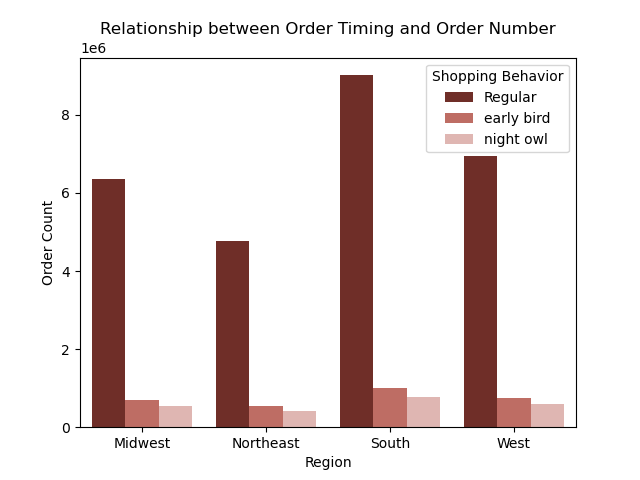 Relationship between Order Timing and Order Number
1e6
Shopping Behavior
Regular
early bird
night owl
8
6
4
2
0
Order Count
Midwest Northeast South West
Region